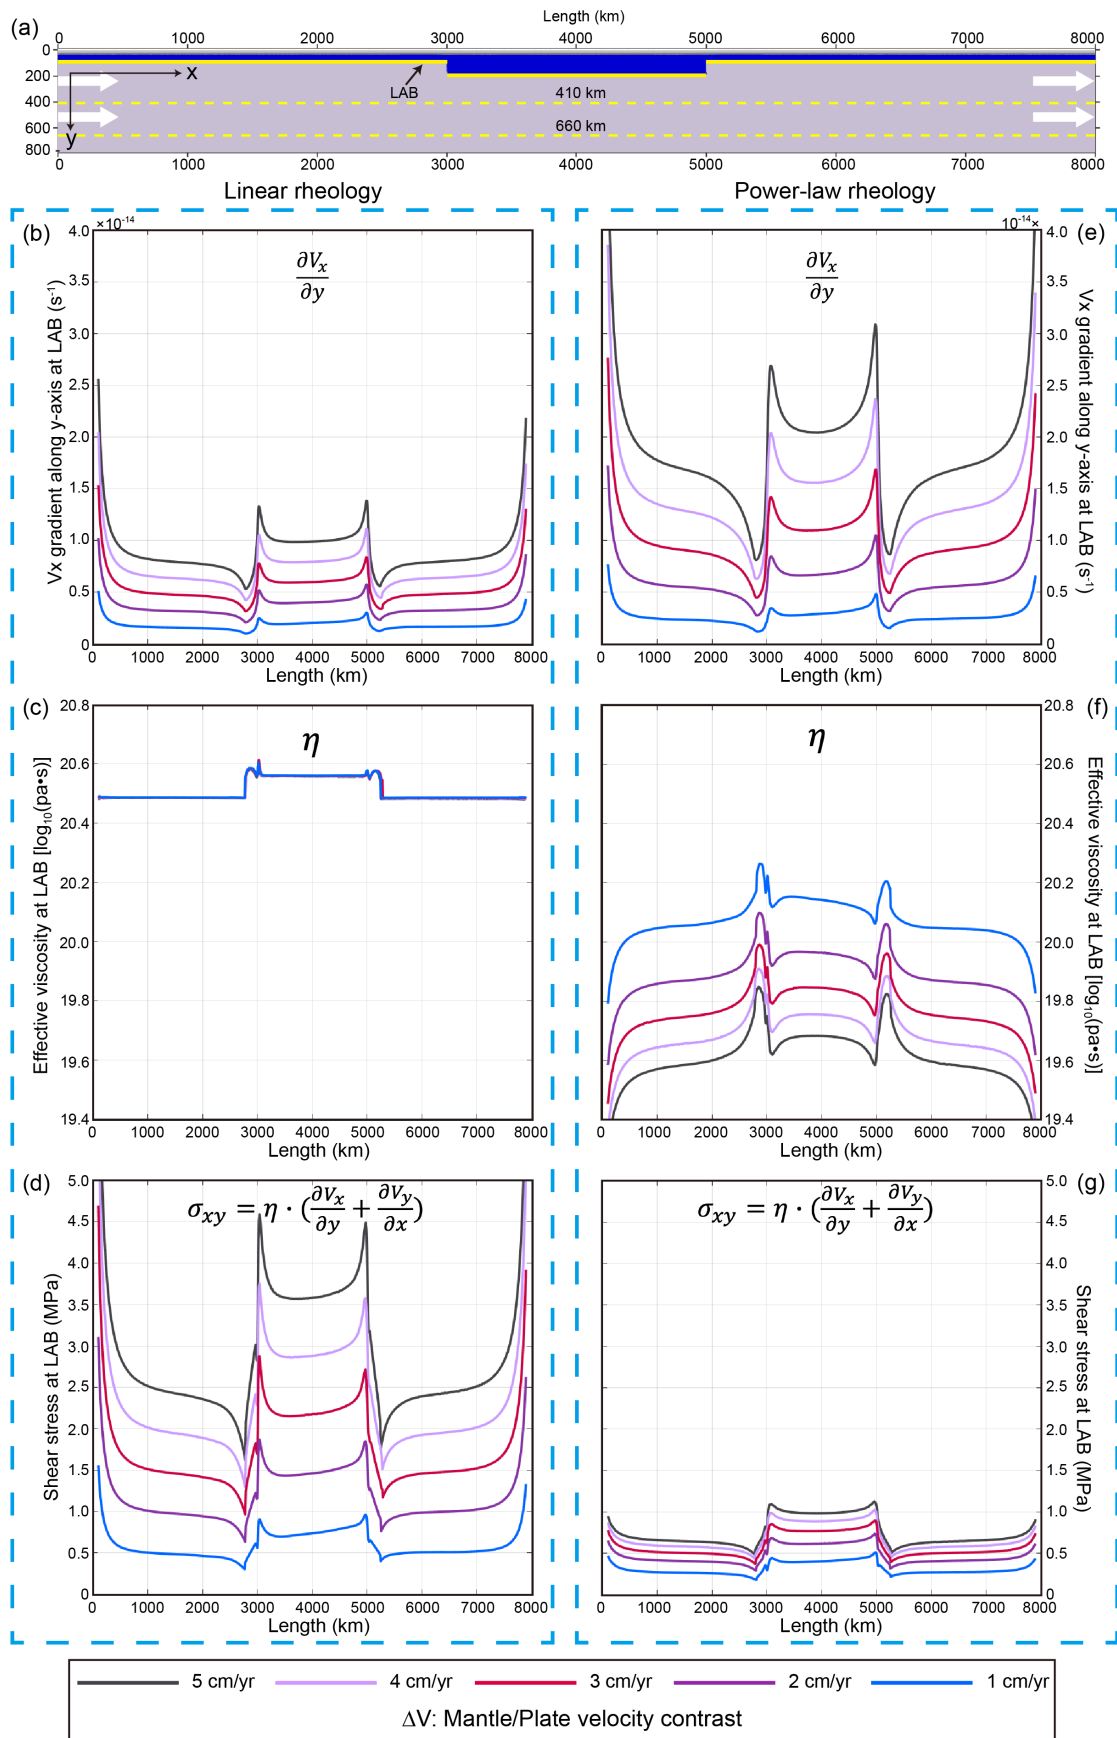 (a)
Length (km)
0 1000 2000 3000 4000 5000 6000 7000 8000
0
200
400
600
800
x
y
LAB
410 km
660 km
0 1000 2000 3000 4000 5000 6000 7000 8000
Linear rheology
Power-law rheology
(b)
×10⁻¹⁴
4.0
3.5
3.0
2.5
2.0
1.5
1.0
0.5
0
∂Vₓ
∂y
Vx gradient along y-axis at LAB (s⁻¹)
0 1000 2000 3000 4000 5000 6000 7000 8000
Length (km)
(e)
10⁻¹⁴×
4.0
3.5
3.0
2.5
2.0
1.5
1.0
0.5
0
∂Vₓ
∂y
Vx gradient along y-axis at LAB (s⁻¹)
0 1000 2000 3000 4000 5000 6000 7000 8000
Length (km)
(c)
20.8
20.6
20.4
20.2
20.0
19.8
19.6
19.4
η
Effective viscosity at LAB [log₁₀(pa•s)]
0 1000 2000 3000 4000 5000 6000 7000 8000
Length (km)
(f)
20.8
20.6
20.4
20.2
20.0
19.8
19.6
19.4
η
Effective viscosity at LAB [log₁₀(pa•s)]
0 1000 2000 3000 4000 5000 6000 7000 8000
Length (km)
(d)
5.0
4.5
4.0
3.5
3.0
2.5
2.0
1.5
1.0
0.5
0
σxy = η · (∂Vₓ/∂y + ∂Vy/∂x)
Shear stress at LAB (MPa)
0 1000 2000 3000 4000 5000 6000 7000 8000
Length (km)
(g)
5.0
4.5
4.0
3.5
3.0
2.5
2.0
1.5
1.0
0.5
0
σxy = η · (∂Vₓ/∂y + ∂Vy/∂x)
Shear stress at LAB (MPa)
0 1000 2000 3000 4000 5000 6000 7000 8000
Length (km)
5 cm/yr 4 cm/yr 3 cm/yr 2 cm/yr 1 cm/yr
ΔV: Mantle/Plate velocity contrast